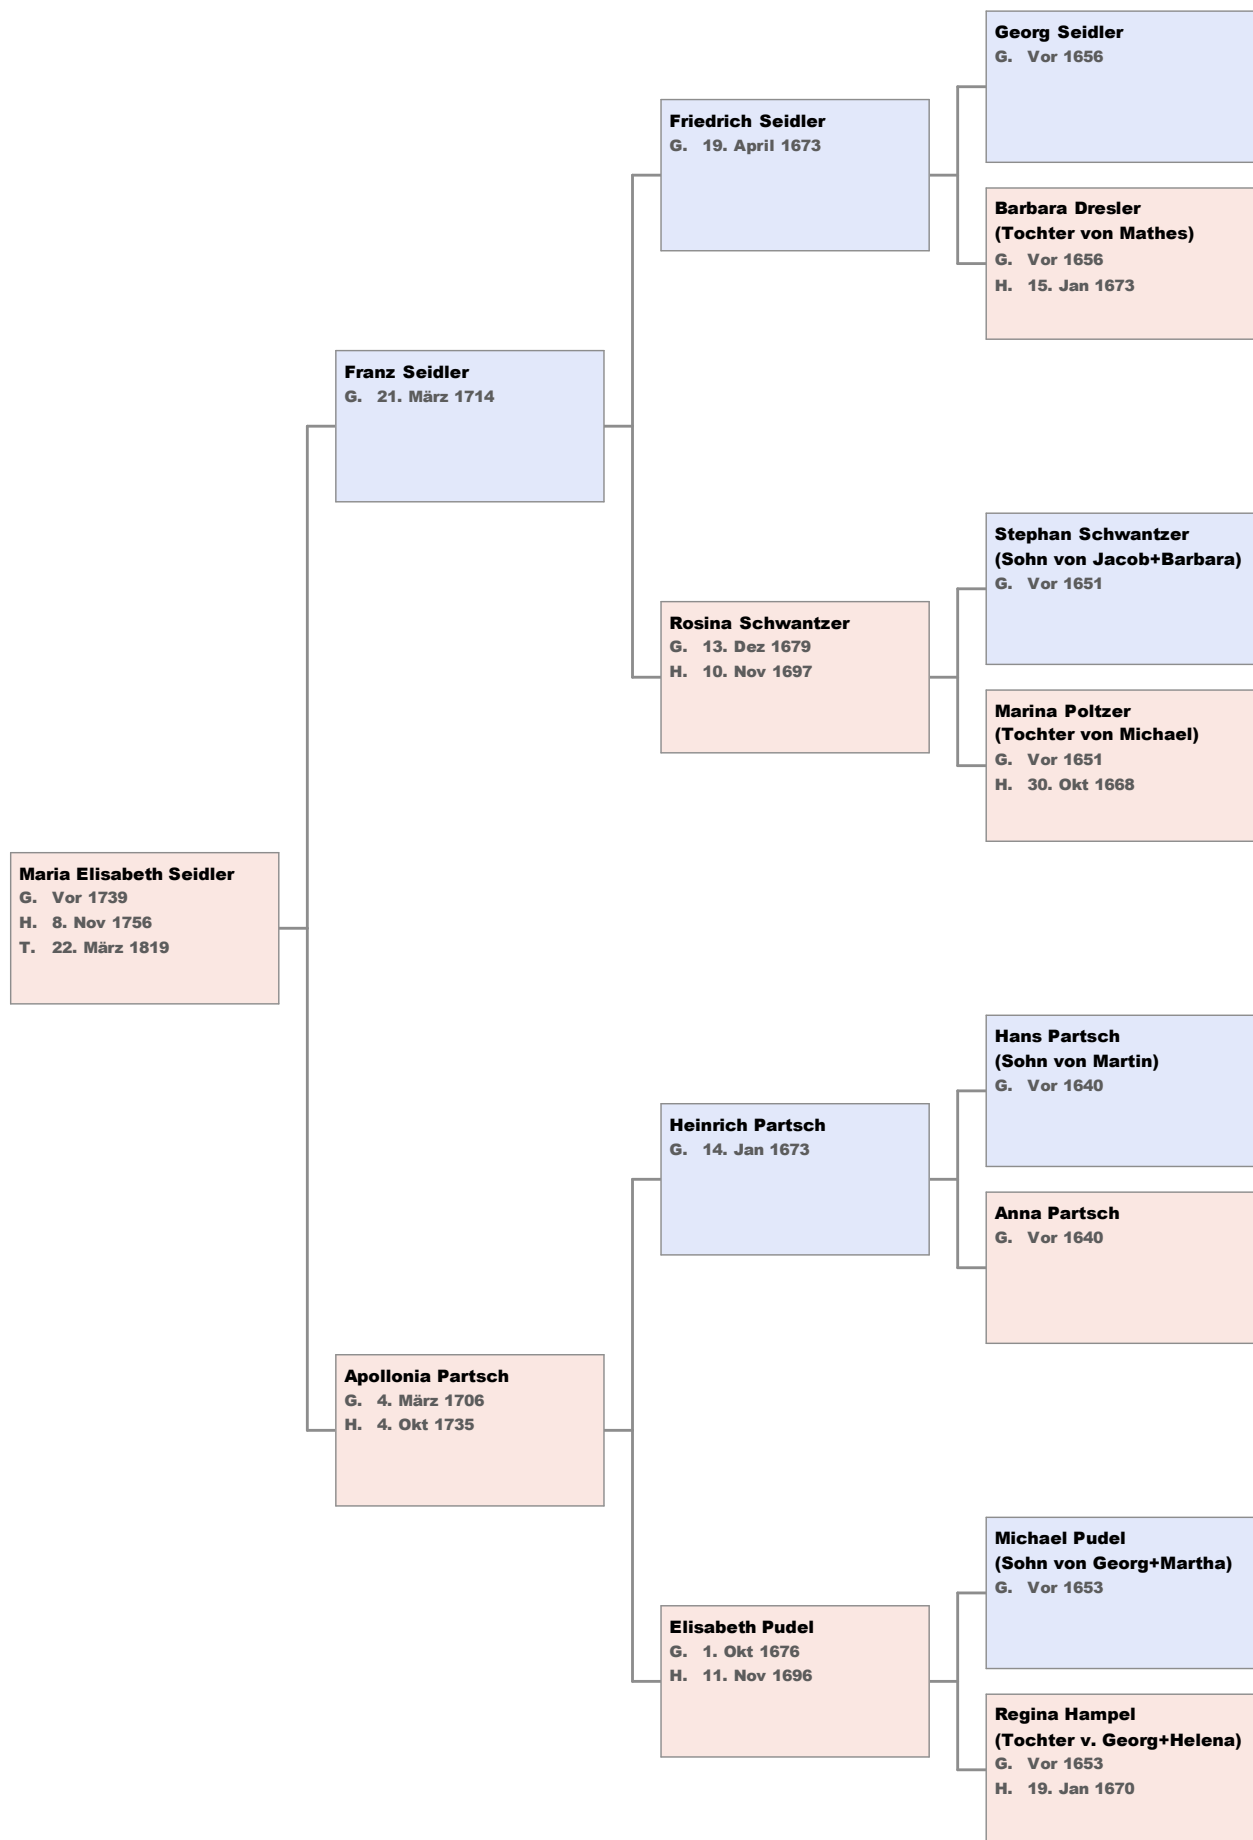 Georg Seidler
G. Vor 1656
Friedrich Seidler
G. 19. April 1673
Barbara Dresler
(Tochter von Mathes)
G. Vor 1656
H. 15. Jan 1673
Franz Seidler
G. 21. März 1714
Stephan Schwantzer
(Sohn von Jacob+Barbara)
G. Vor 1651
Rosina Schwantzer
G. 13. Dez 1679
H. 10. Nov 1697
Marina Poltzer
(Tochter von Michael)
G. Vor 1651
H. 30. Okt 1668
Maria Elisabeth Seidler
G. Vor 1739
H. 8. Nov 1756
T. 22. März 1819
Hans Partsch
(Sohn von Martin)
G. Vor 1640
Heinrich Partsch
G. 14. Jan 1673
Anna Partsch
G. Vor 1640
Apollonia Partsch
G. 4. März 1706
H. 4. Okt 1735
Michael Pudel
(Sohn von Georg+Martha)
G. Vor 1653
Elisabeth Pudel
G. 1. Okt 1676
H. 11. Nov 1696
Regina Hampel
(Tochter v. Georg+Helena)
G. Vor 1653
H. 19. Jan 1670